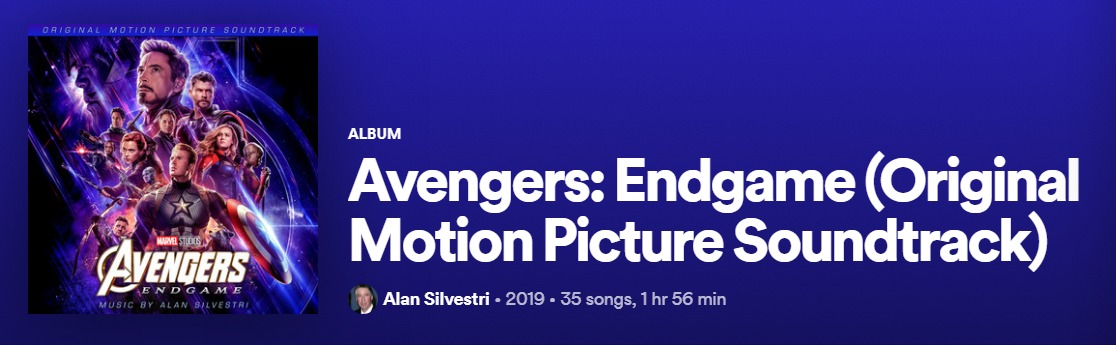 ORIGINAL MOTION PICTURE SOUNDTRACK
MARVEL STUDIOS
AVENGERS
ENDGAME
MUSIC BY ALAN SILVESTRI
ALBUM
Avengers: Endgame (Original
Motion Picture Soundtrack)
Alan Silvestri • 2019 • 35 songs, 1 hr 56 min